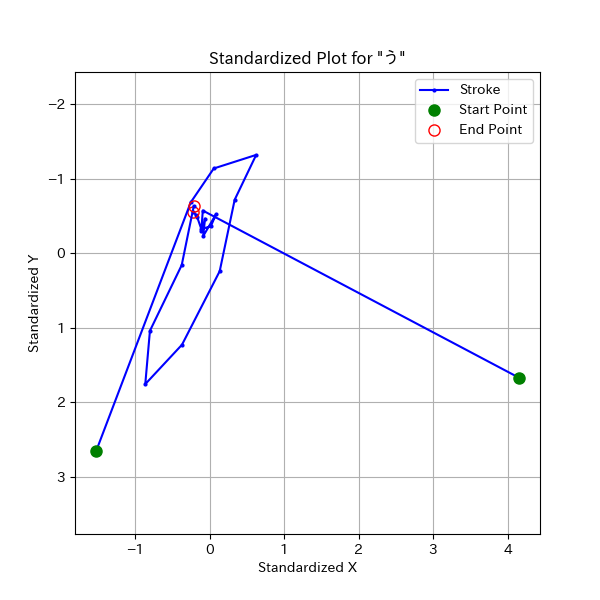 Standardized Plot for "う"
Stroke
Start Point
End Point
−2
−1
0
1
2
3
Standardized Y
−1
0
1
2
3
4
Standardized X